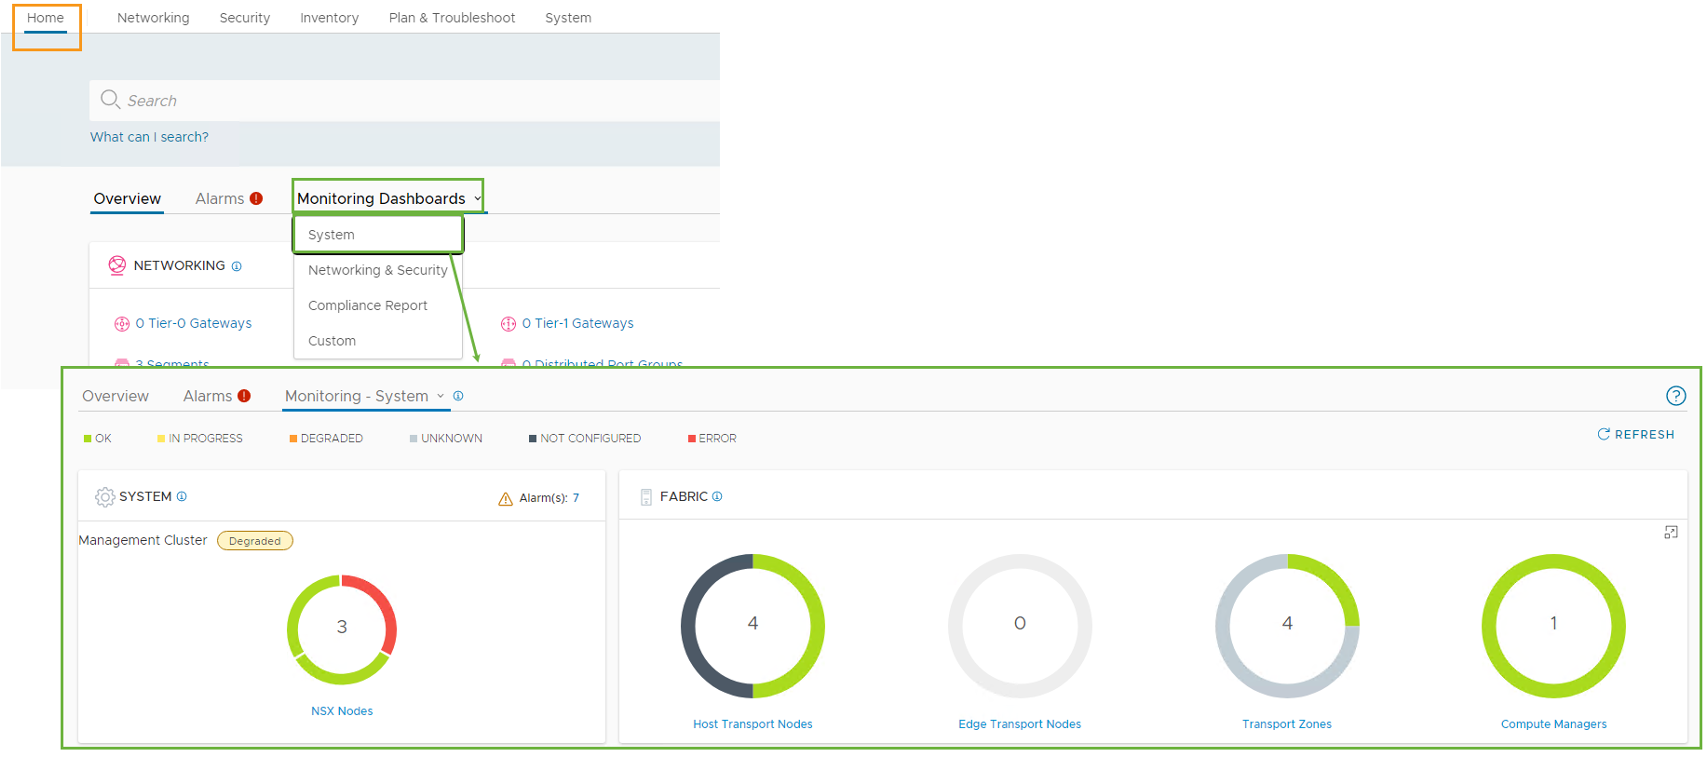 Home Networking Security Inventory Plan & Troubleshoot System
Search
What can I search?
Overview Alarms ! Monitoring Dashboards
System
NETWORKING
Networking & Security
Compliance Report
0 Tier-0 Gateways 0 Tier-1 Gateways
Custom
3 Segments 0 Distributed Port Groups
Overview Alarms ! Monitoring - System ?
OK IN PROGRESS DEGRADED UNKNOWN NOT CONFIGURED ERROR REFRESH
SYSTEM Alarm(s): 7 FABRIC
Management Cluster Degraded
3 4 0 4 1
NSX Nodes Host Transport Nodes Edge Transport Nodes Transport Zones Compute Managers